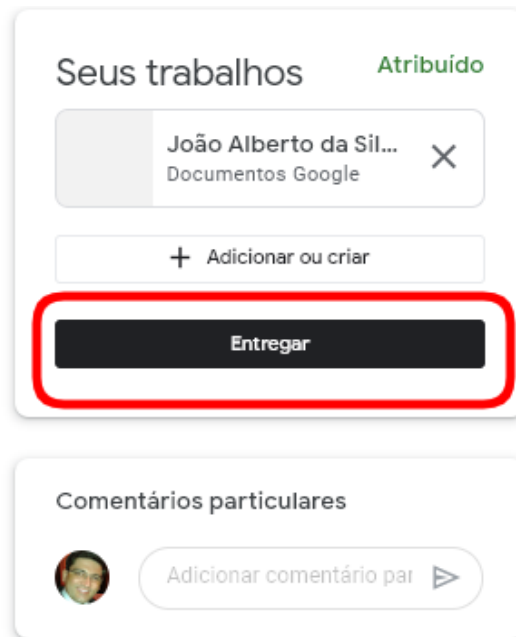 Seus trabalhos
Atribuído
João Alberto da Sil...
Documentos Google
+ Adicionar ou criar
Entregar
Comentários particulares
Adicionar comentário par